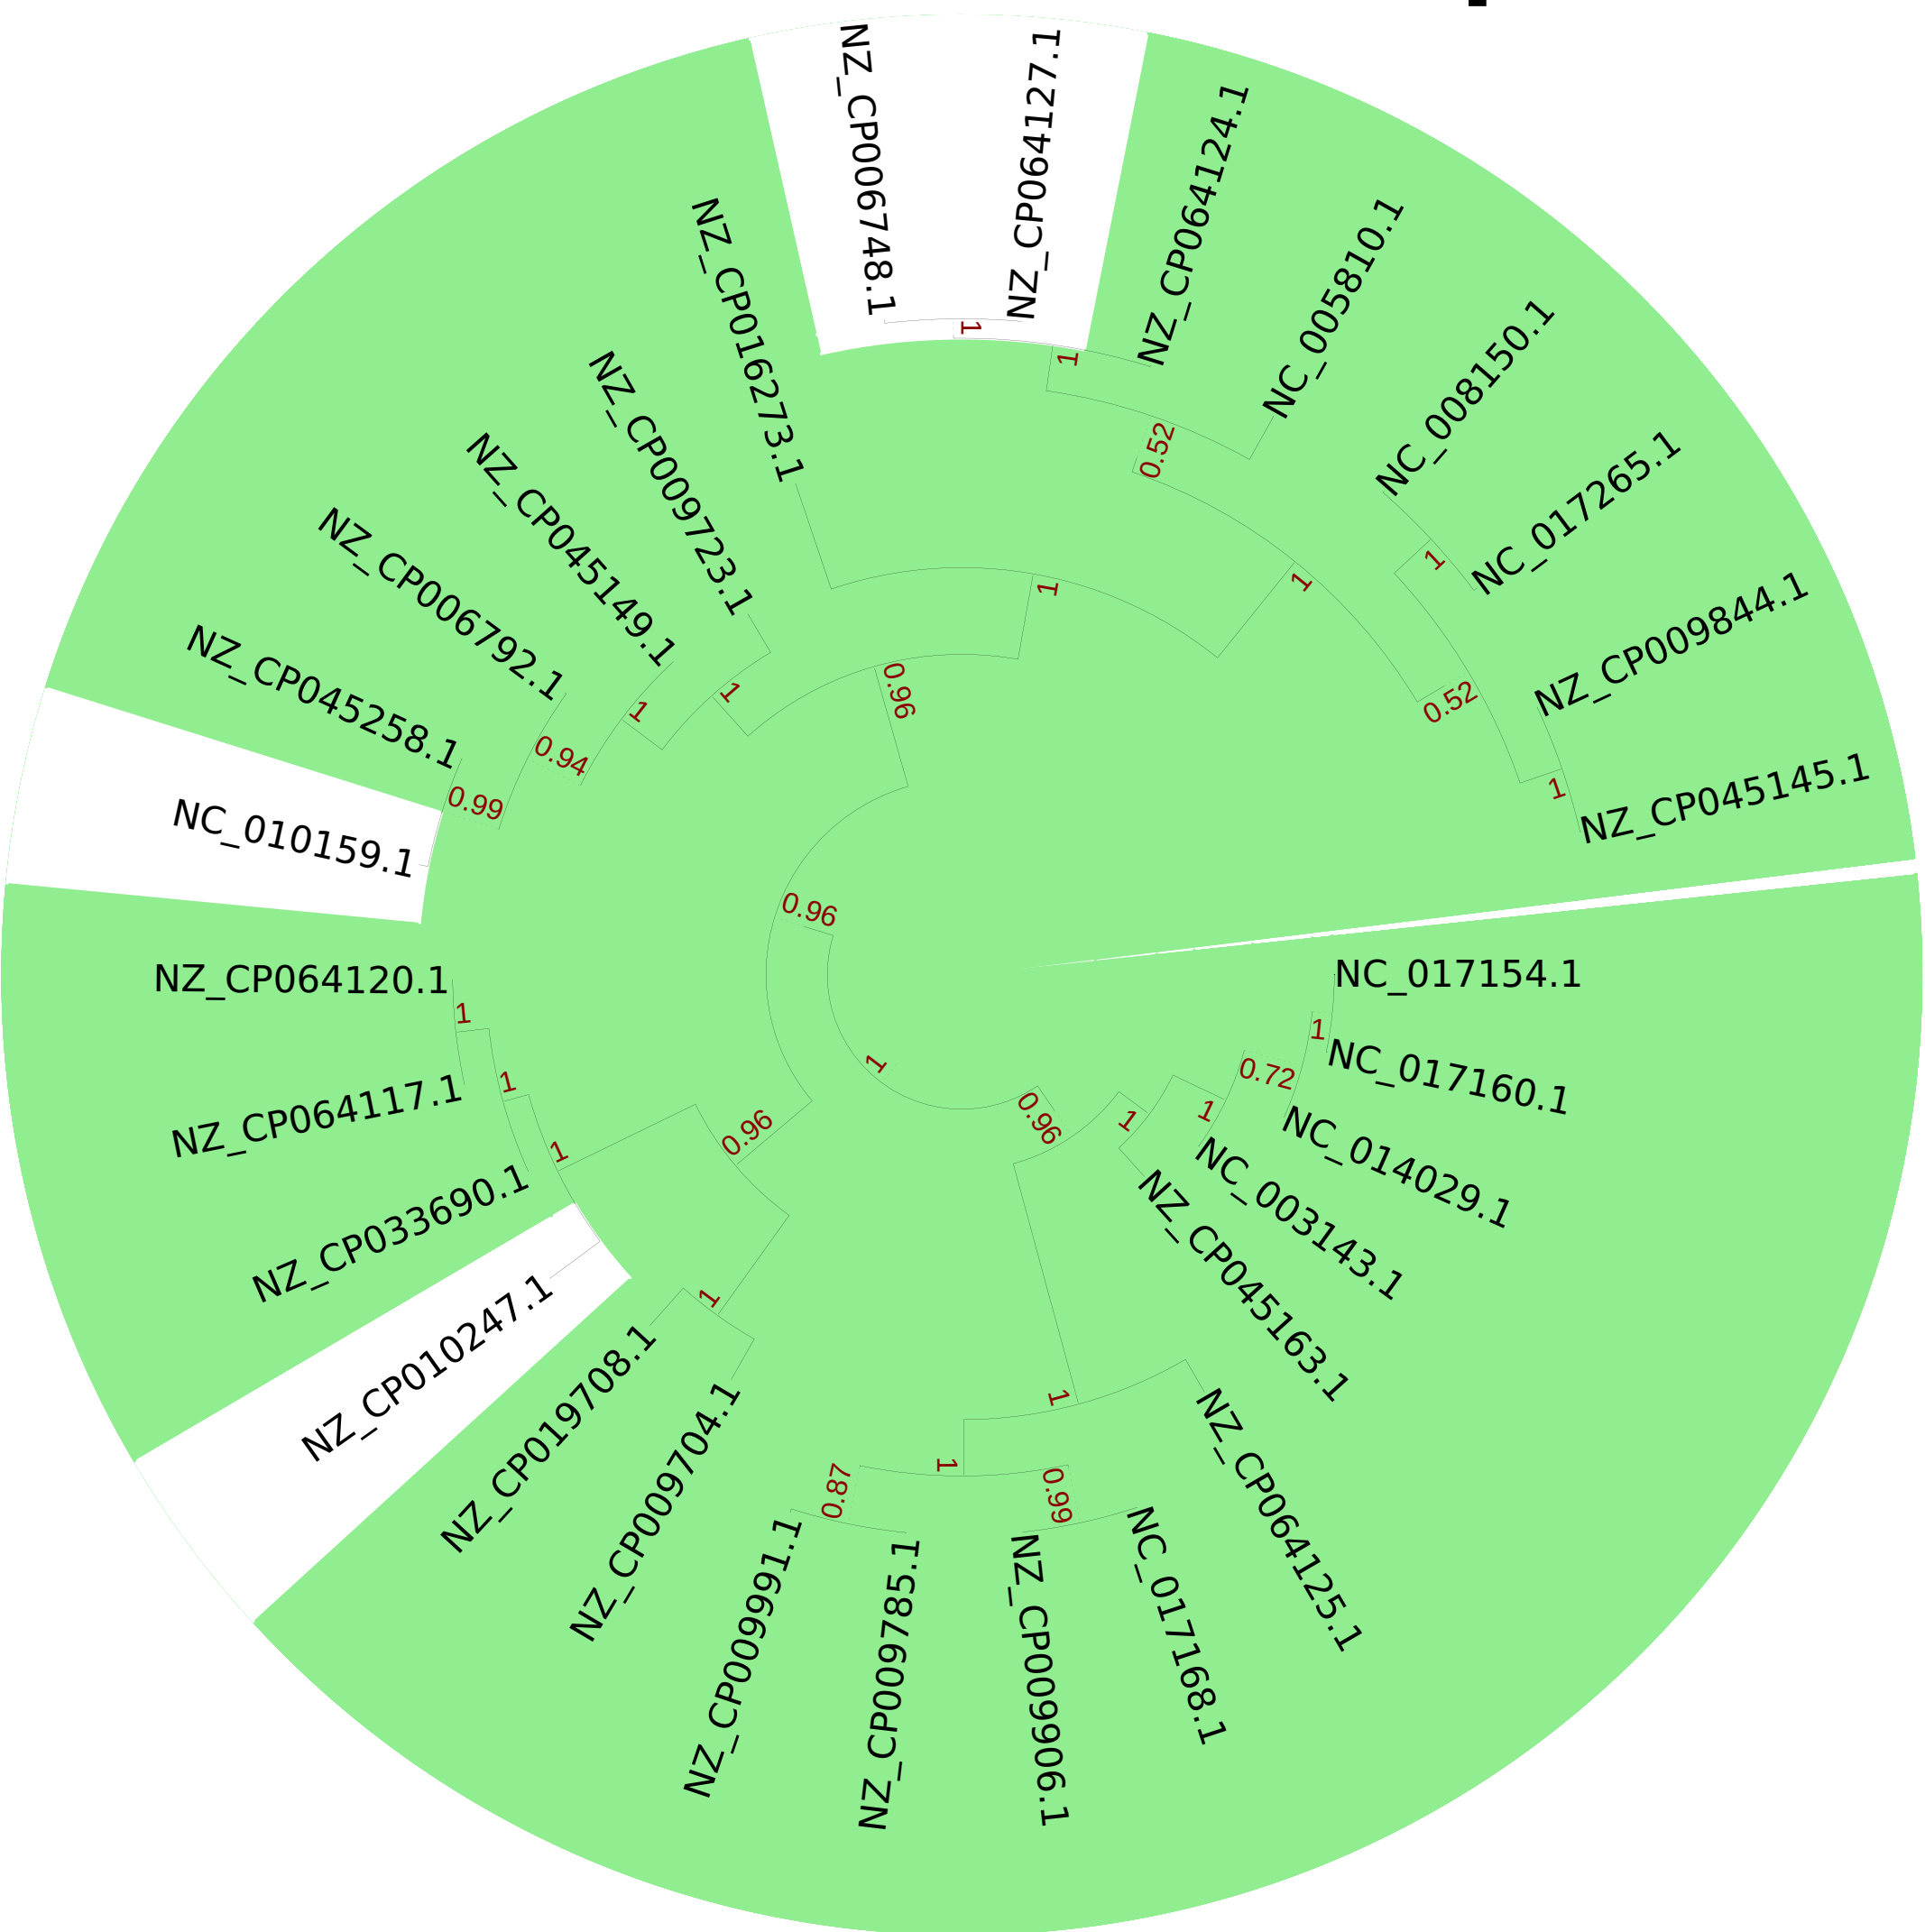 NZ_CP006748.1
NZ_CP064127.1
NZ_CP064124.1
NC_005810.1
NC_008150.1
NC_017265.1
NZ_CP009844.1
NZ_CP045145.1
NC_017154.1
NC_017160.1
NC_014029.1
NC_003143.1
NZ_CP045163.1
NZ_CP064125.1
NC_017168.1
NZ_CP009906.1
NZ_CP009785.1
NZ_CP009991.1
NZ_CP009704.1
NZ_CP019708.1
NZ_CP010247.1
NZ_CP033690.1
NZ_CP064117.1
NZ_CP064120.1
NC_010159.1
NZ_CP045258.1
NZ_CP006792.1
NZ_CP045149.1
NZ_CP009723.1
NZ_CP016273.1
1
1
0.52
1
1
0.52
1
1
0.96
1
1
0.94
0.99
0.96
1
0.96
1
1
1
0.96
1
1
1
0.72
1
1
1
0.99
0.87
1